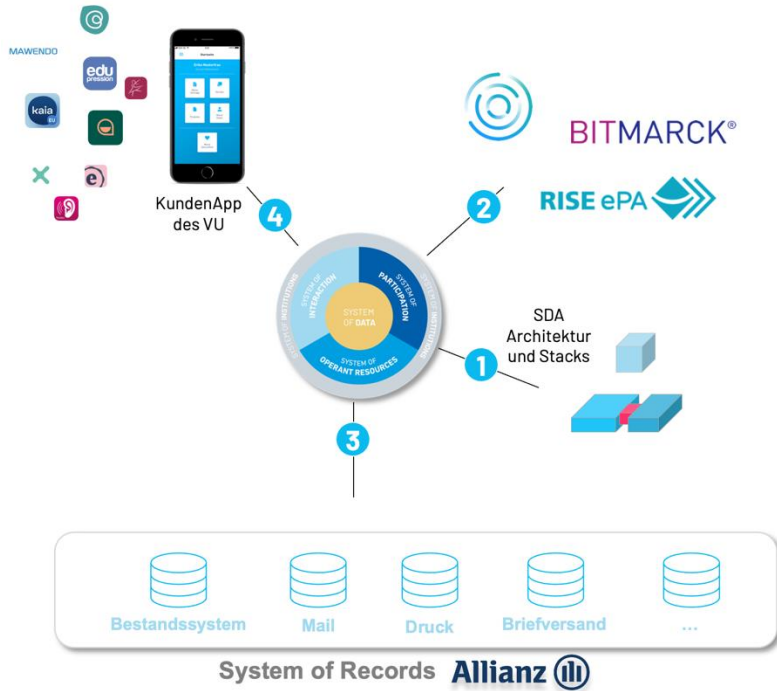 MAWENDO
edu
pression
kaia
EU
e)
KundenApp
des VU
4
BITMARCK®
2
RISE ePA
SYSTEM OF INSTITUTIONS
SYSTEM OF
INTERACTION
SYSTEM OF
PARTICIPATION
SYSTEM OF INSTITUTIONS
SYSTEM
OF DATA
SYSTEM OF
OPERANT RESOURCES
1
SDA
Architektur
und Stacks
3
Bestandssystem
Mail
Druck
Briefversand
...
System of Records Allianz